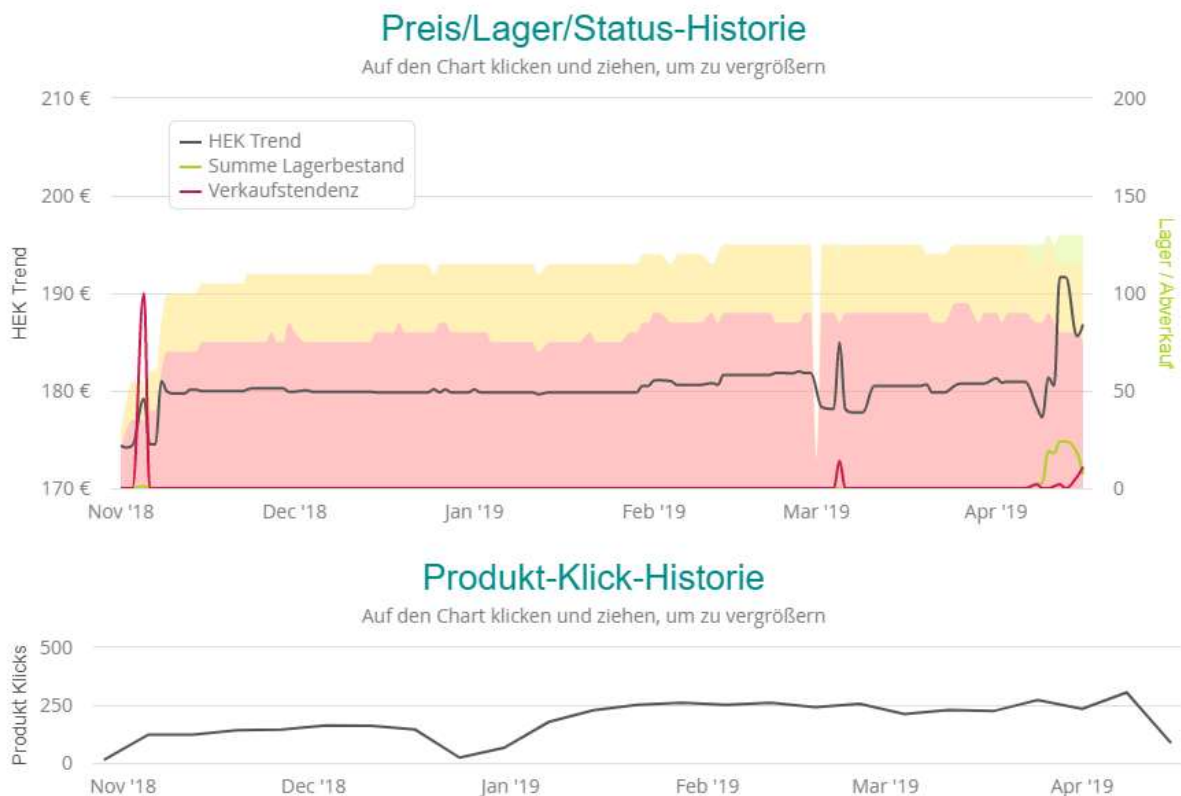 Preis/Lager/Status-Historie
Auf den Chart klicken und ziehen, um zu vergrößern
210 € 200
HEK Trend
Summe Lagerbestand
Verkaufstendenz
200 € 150
HEK Trend
Lager / Abverkauf
190 € 100
180 € 50
170 € 0
Nov '18 Dec '18 Jan '19 Feb '19 Mar '19 Apr '19
Produkt-Klick-Historie
Auf den Chart klicken und ziehen, um zu vergrößern
Produkt Klicks
500
250
0
Nov '18 Dec '18 Jan '19 Feb '19 Mar '19 Apr '19